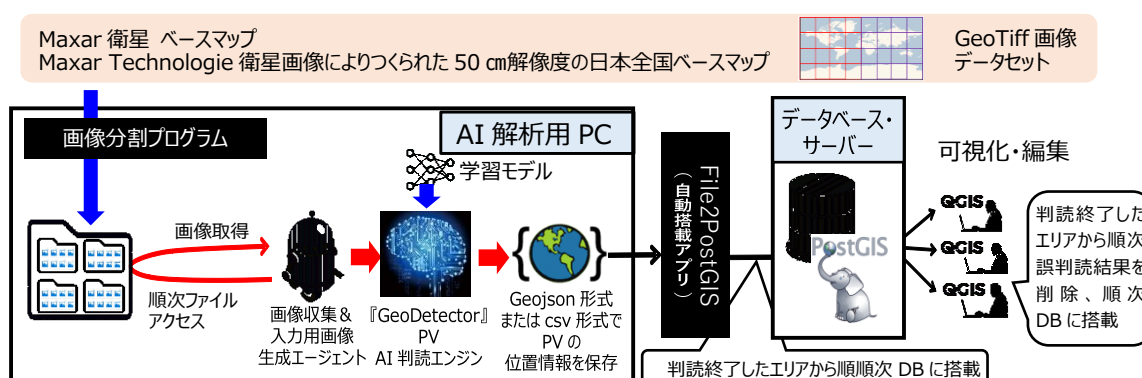 Maxar 衛星 ベースマップ
Maxar Technologie 衛星画像によりつくられた 50 ㎝解像度の日本全国ベースマップ
GeoTiff 画像
データセット
画像分割プログラム
AI 解析用 PC
学習モデル
画像取得
順次ファイル
アクセス
画像収集＆
入力用画像
生成エージェント
『GeoDetector』
PV
AI 判読エンジン
{ }
Geojson 形式
または csv 形式で
PV の
位置情報を保存
File2PostGIS
（自動搭載アプリ）
データベース・
サーバー
PostGIS
可視化・編集
QGIS
QGIS
QGIS
判読終了した
エリアから順次
誤判読結果を
削除、順次
DB に搭載
判読終了したエリアから順順次 DB に搭載